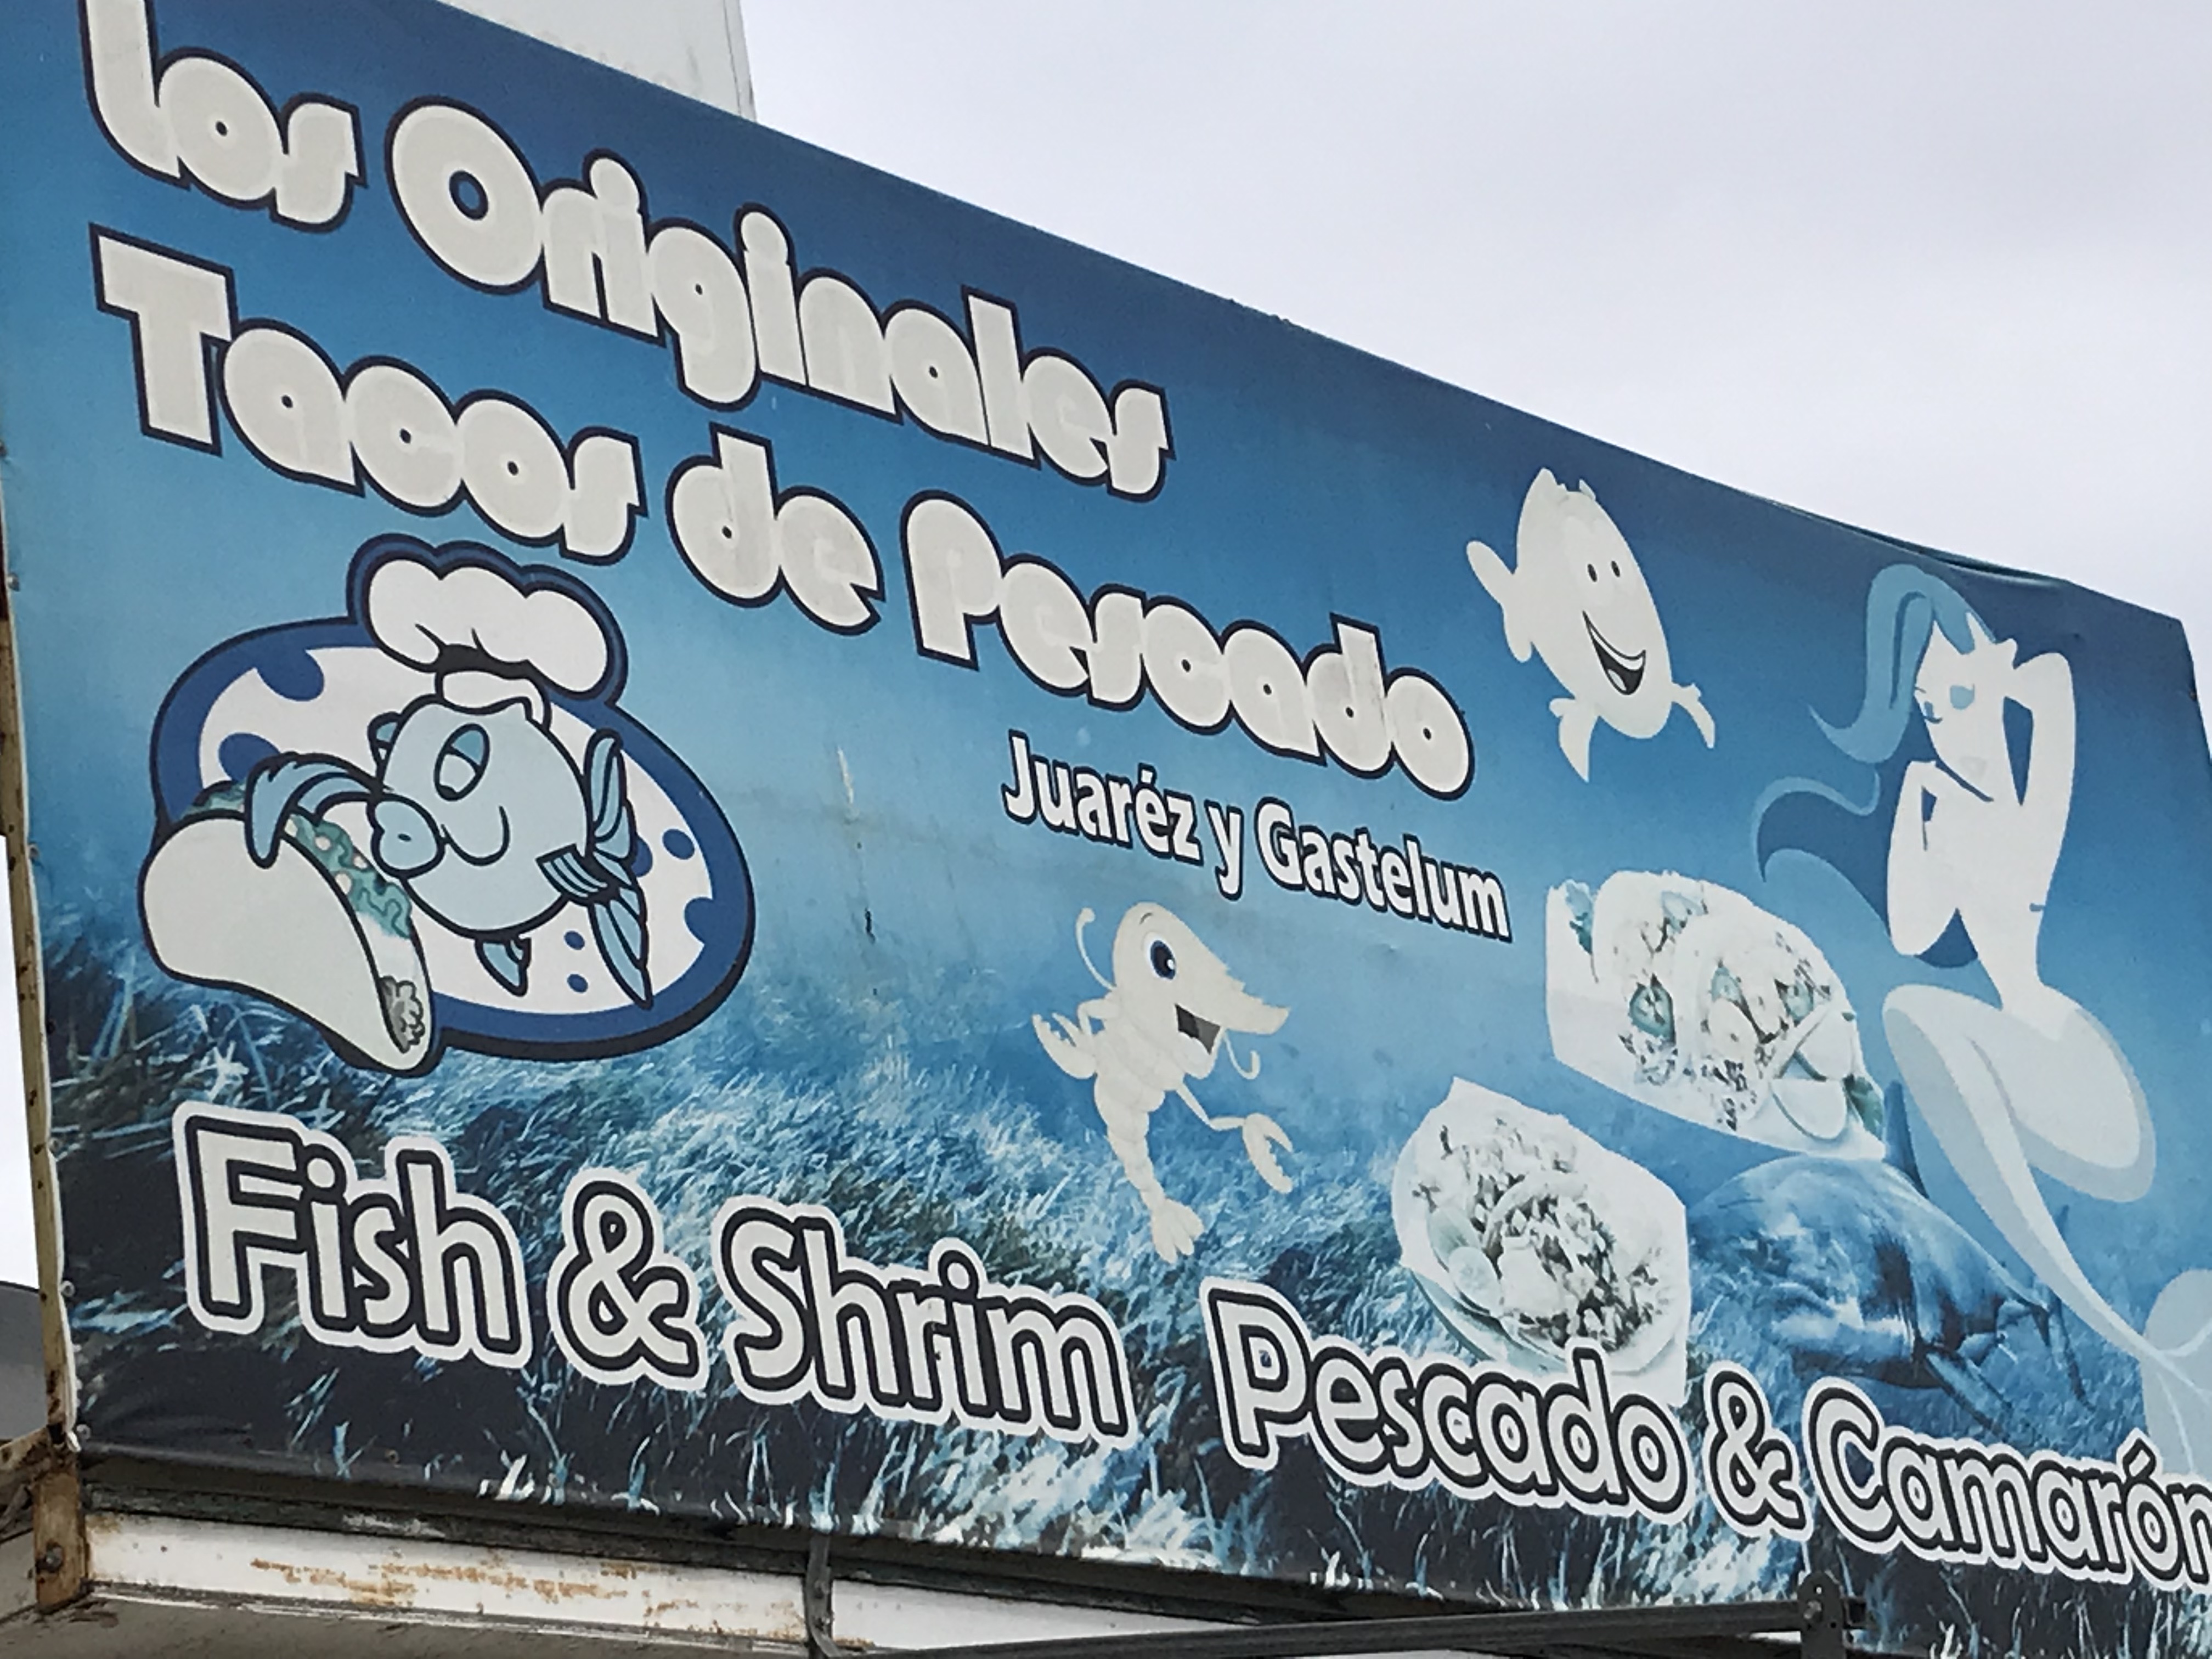 Los Originales
Tacos de Pescado
Juaréz y Gastelum
Fish & Shrim Pescado & Camarón